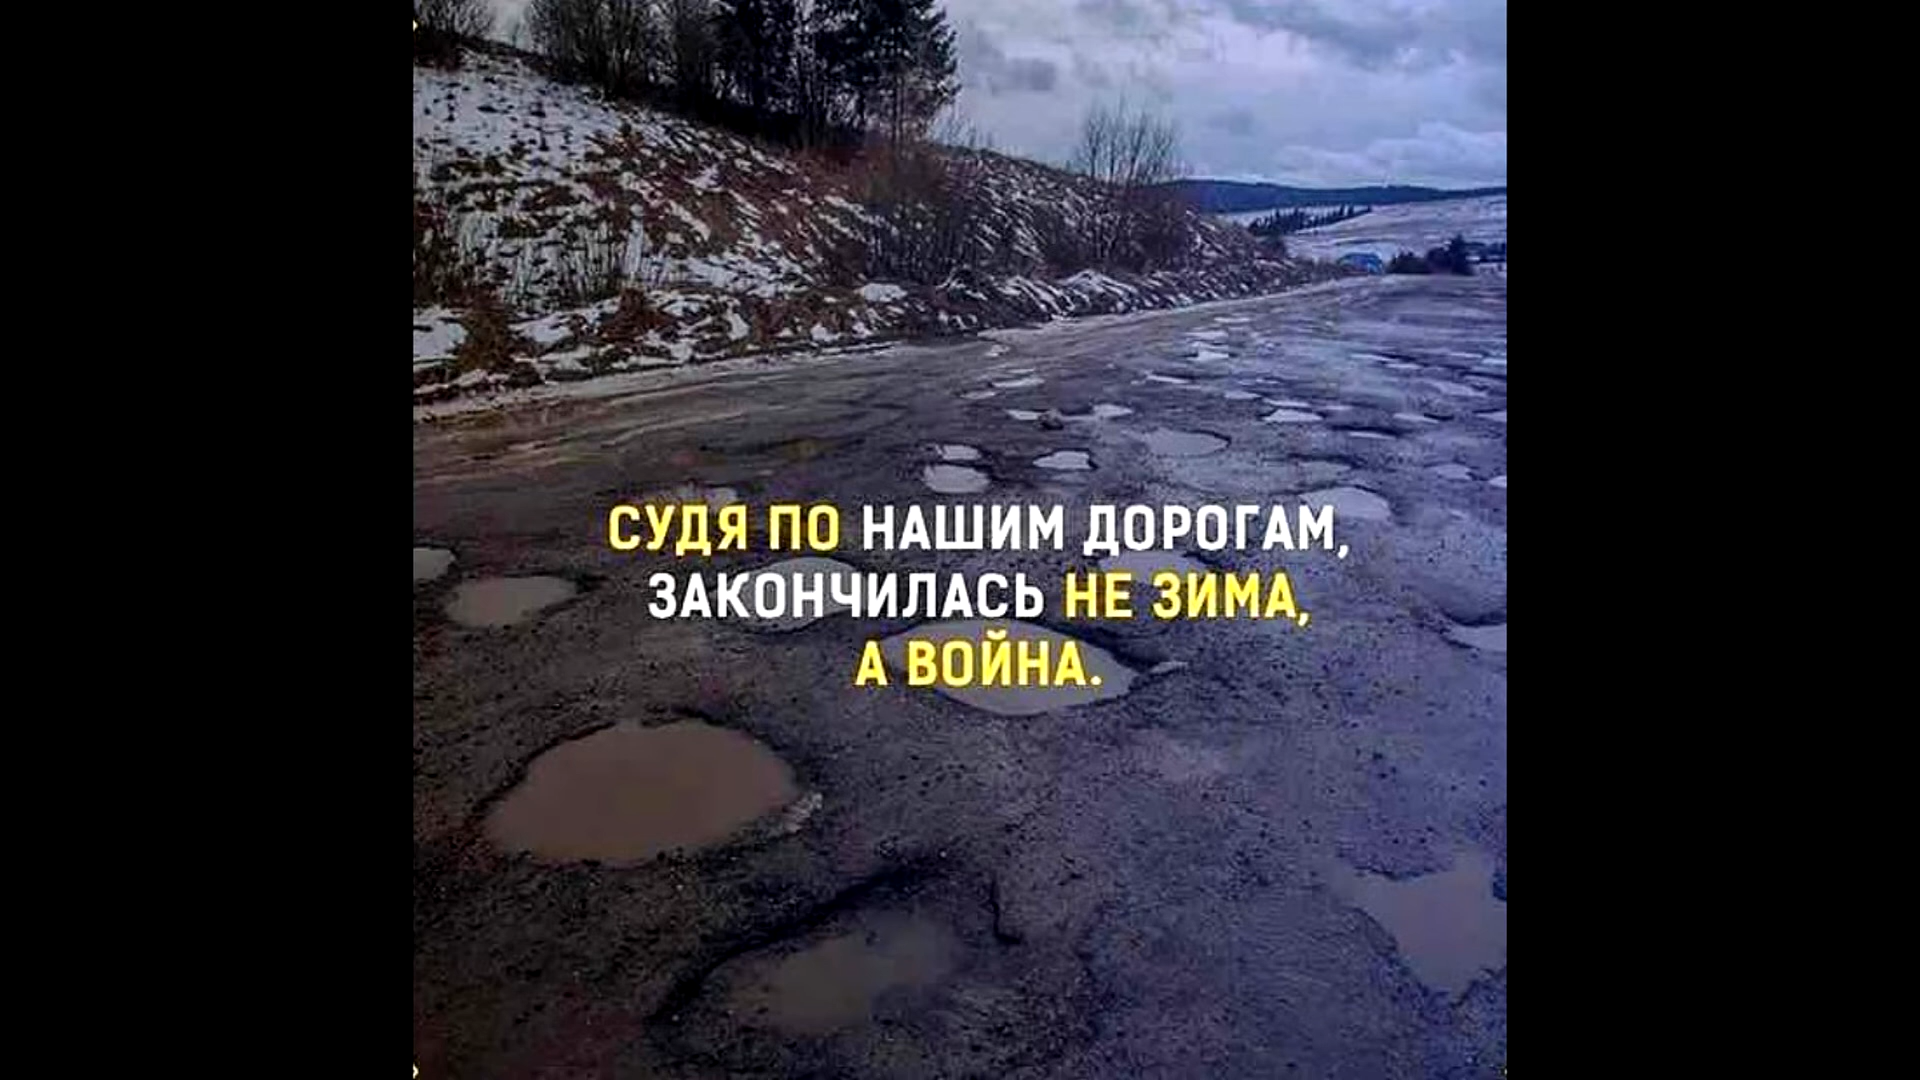 СУДЯ ПО НАШИМ ДОРОГАМ,
ЗАКОНЧИЛАСЬ НЕ ЗИМА,
А ВОЙНА.